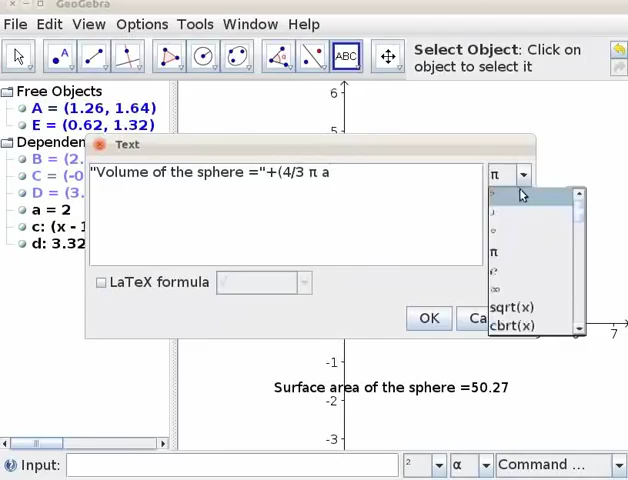 GeoGebra
File Edit View Options Tools Window Help
ABC
Select Object: Click on
object to select it
Free Objects
A = (1.26, 1.64)
E = (0.62, 1.32)
Dependen
B = (2.
C = (-0
D = (3.
a = 2
c: (x - 1
d: 3.32
Text
"Volume of the sphere ="+(4/3 π a
π
²
³
°
π
e
∞
sqrt(x)
cbrt(x)
LaTeX formula
√
OK
Ca
6
5
7
-1
-2
-3
Surface area of the sphere =50.27
Input:
²
α
Command ...